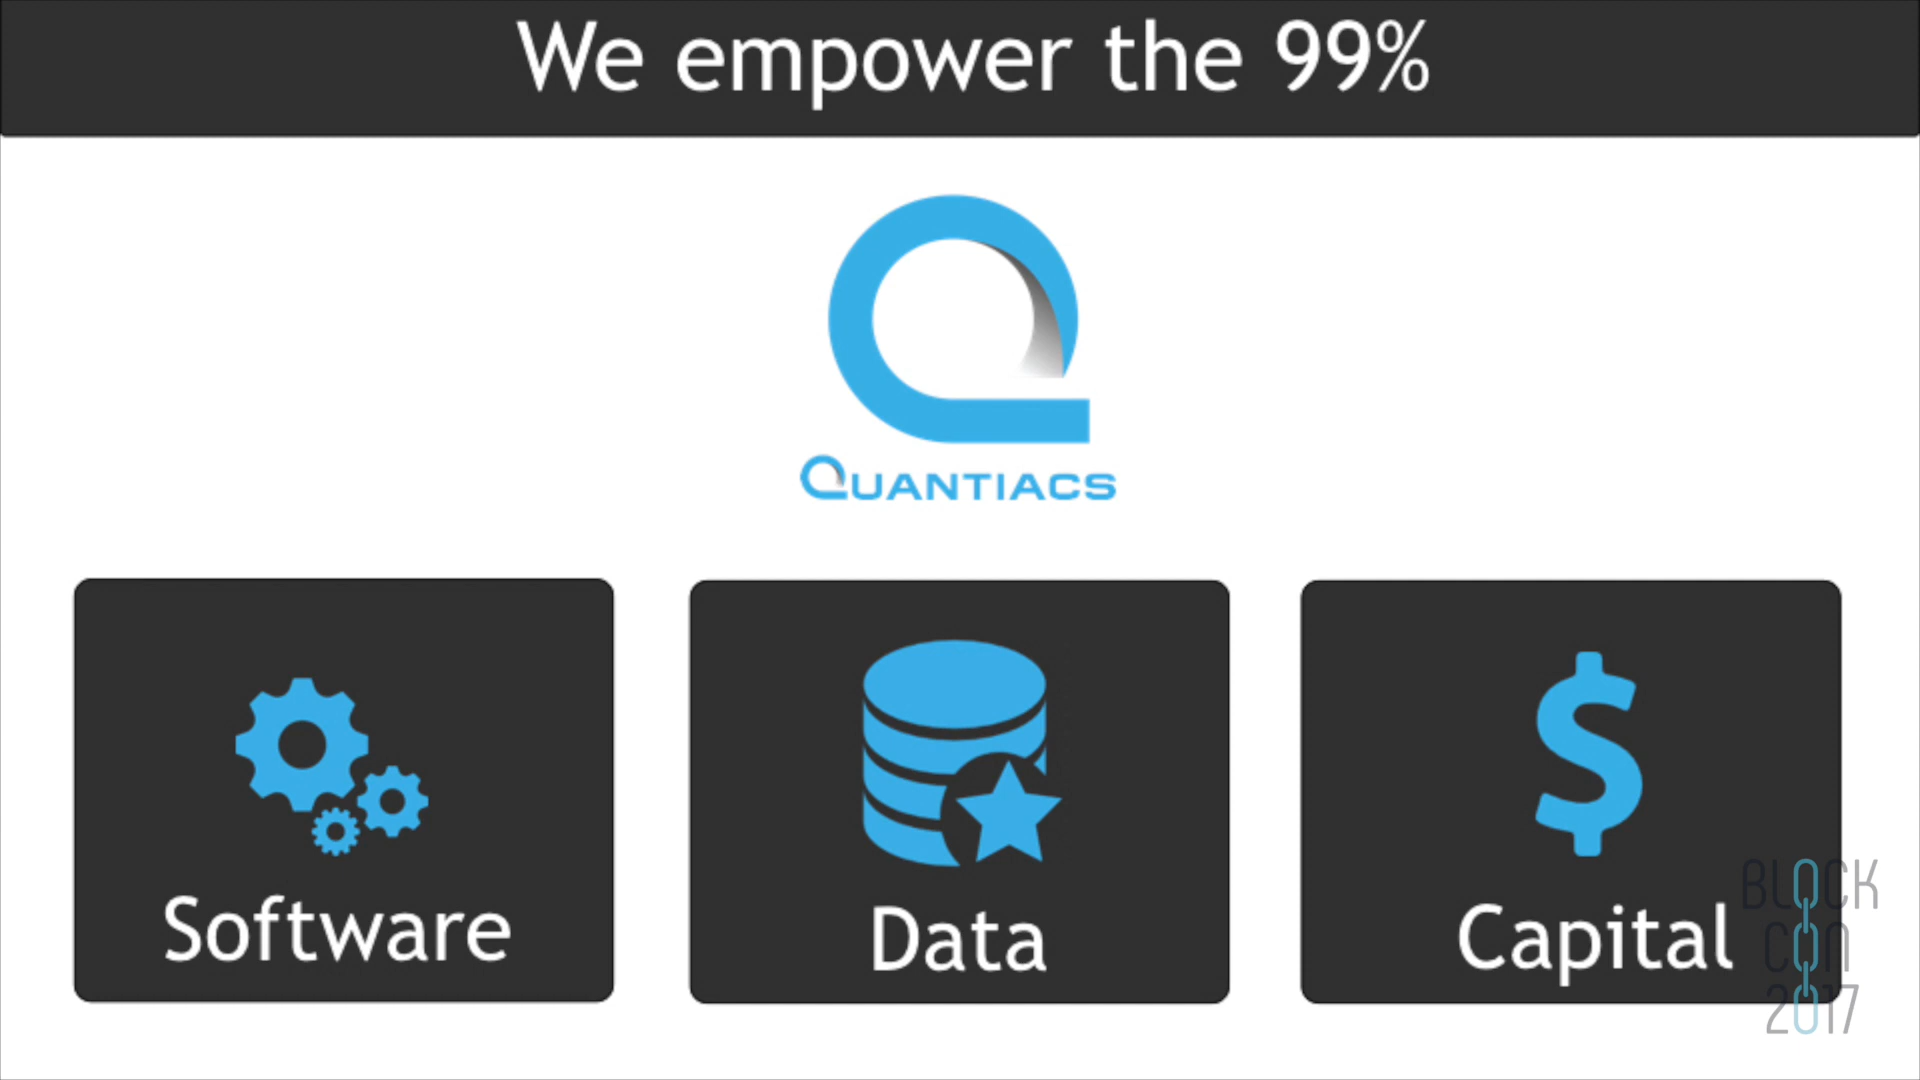 We empower the 99%
QUANTIACS
Software
Data
Capital
BLOCK
CON
2017